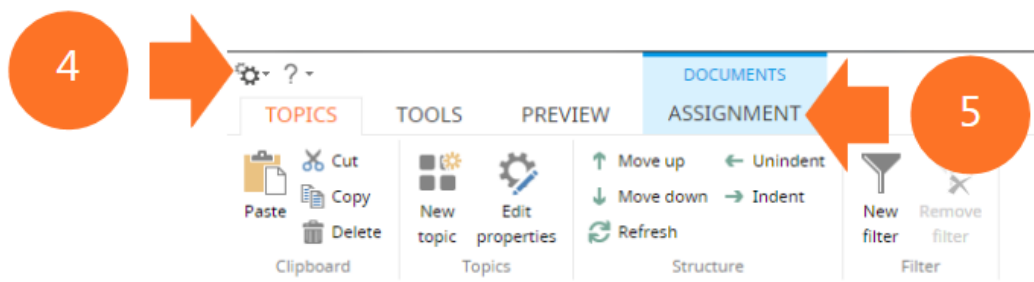 4
? 
DOCUMENTS
5
TOPICS TOOLS PREVIEW ASSIGNMENT
Paste
Cut
Copy
Delete
Clipboard
New
topic
Edit
properties
Topics
Move up
Move down
Refresh
Unindent
Indent
Structure
New
filter
Remove
filter
Filter